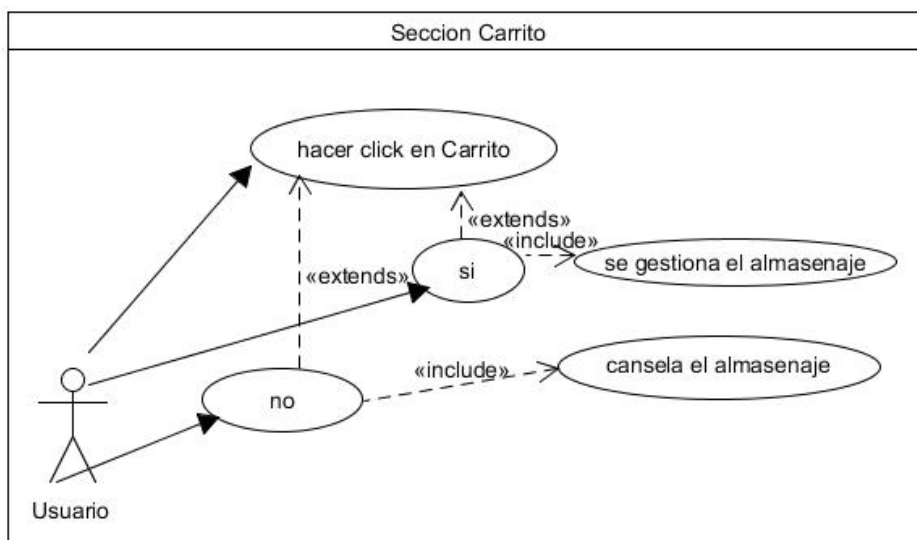 Seccion Carrito
hacer click en Carrito
«extends»
«include»
«extends»
si
se gestiona el almasenaje
«include»
cansela el almasenaje
no
Usuario